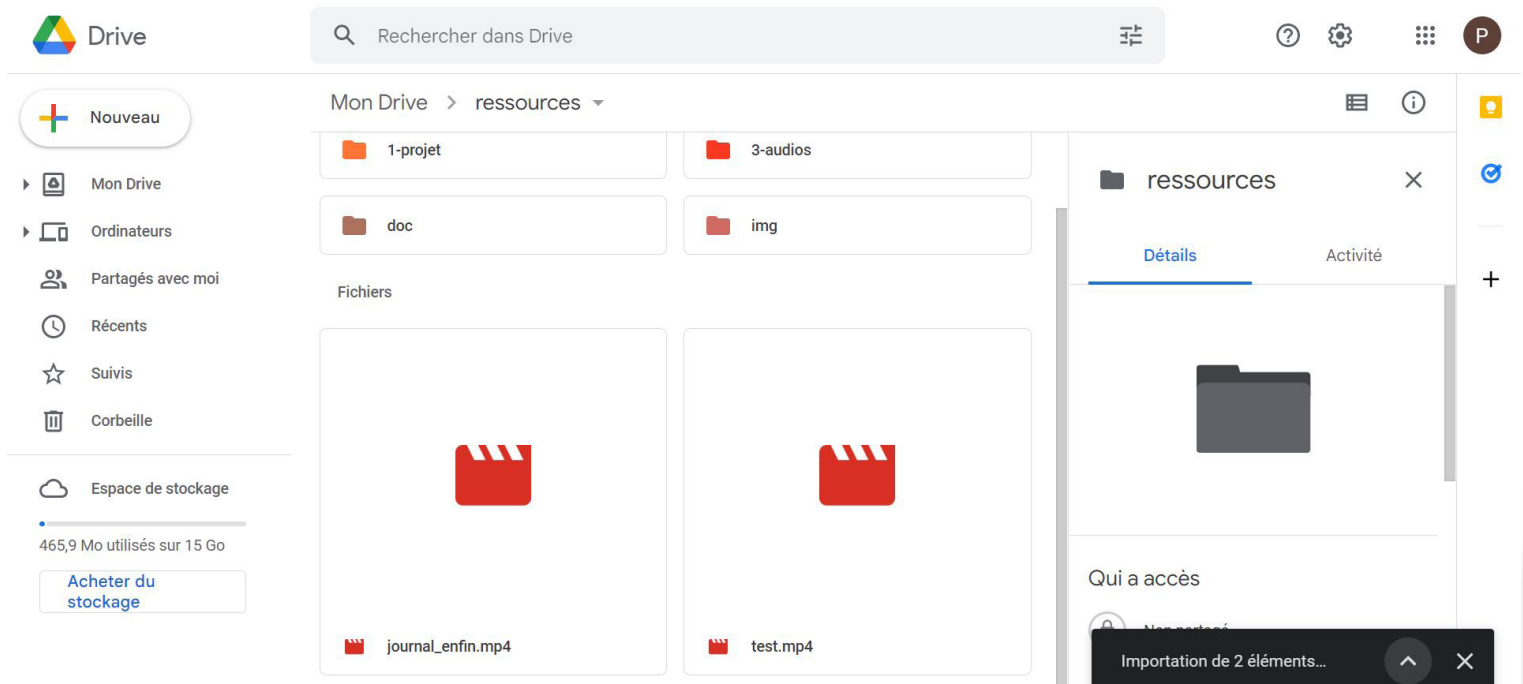 Drive
Rechercher dans Drive
P
Nouveau
Mon Drive > ressources
Mon Drive
Ordinateurs
Partagés avec moi
Récents
Suivis
Corbeille
Espace de stockage
465,9 Mo utilisés sur 15 Go
Acheter du
stockage
1-projet
3-audios
doc
img
Fichiers
journal_enfin.mp4
test.mp4
ressources
Détails
Activité
Qui a accès
Non partagé
Importation de 2 éléments...